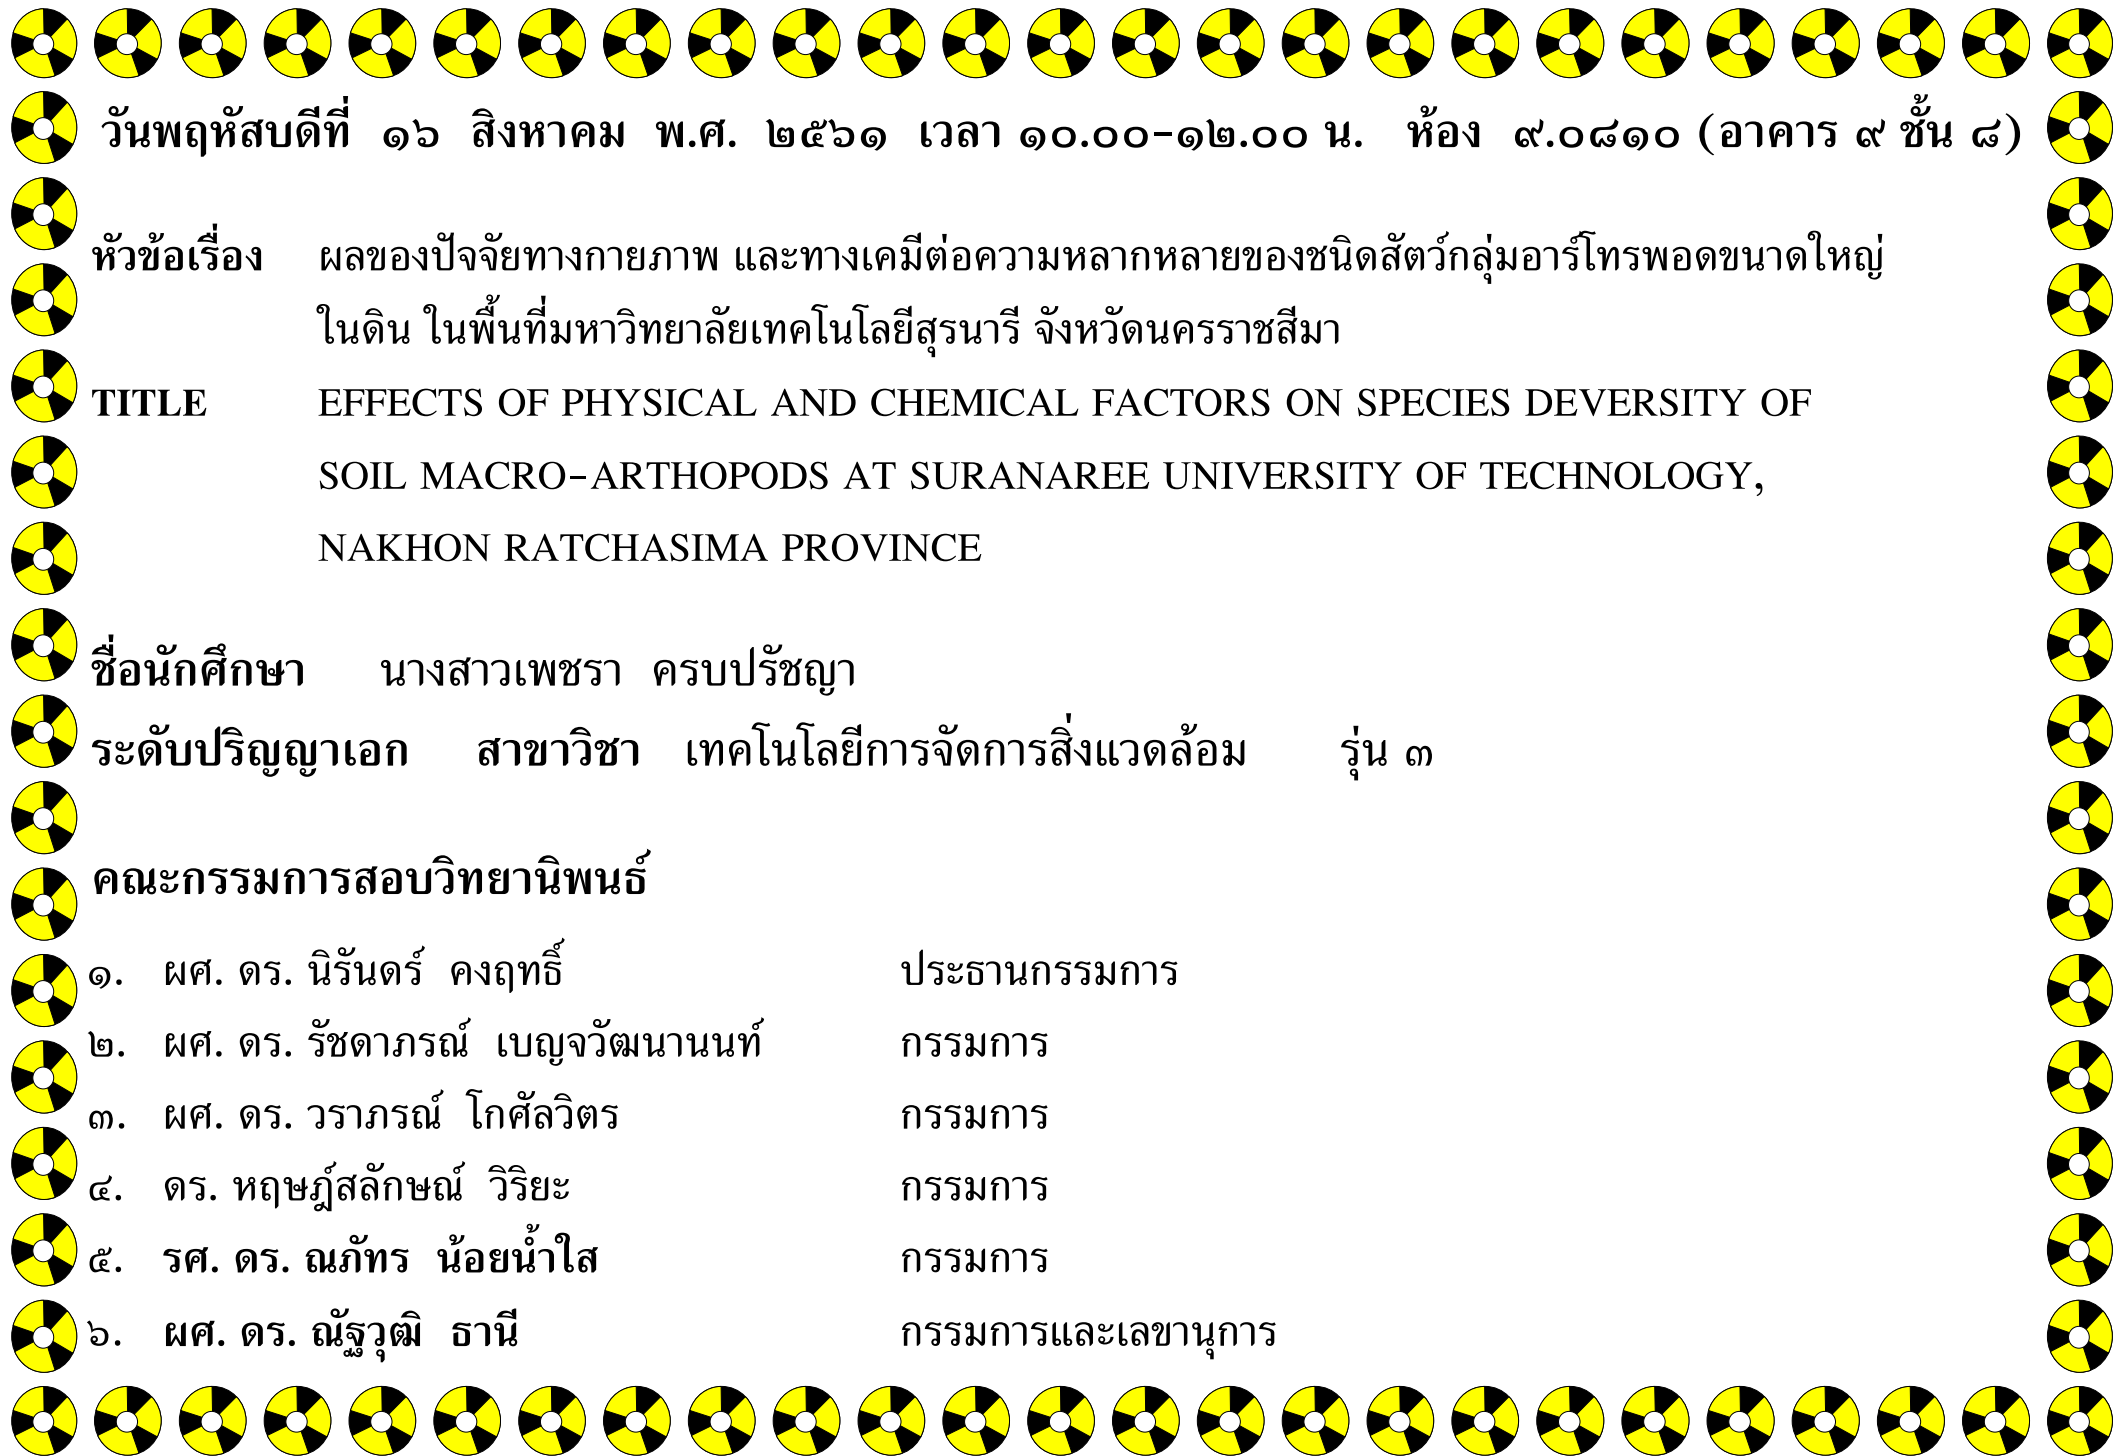 วันพฤหัสบดีที่ ๑๖ สิงหาคม พ.ศ. ๒๕๖๑ เวลา ๑๐.๐๐-๑๒.๐๐ น. ห้อง ๙.๐๘๑๐ (อาคาร ๙ ชั้น ๘)
หัวข้อเรื่อง ผลของปัจจัยทางกายภาพ และทางเคมีต่อความหลากหลายของชนิดสัตว์กลุ่มอาร์โทรพอดขนาดใหญ่
ในดิน ในพื้นที่มหาวิทยาลัยเทคโนโลยีสุรนารี จังหวัดนครราชสีมา
TITLE EFFECTS OF PHYSICAL AND CHEMICAL FACTORS ON SPECIES DEVERSITY OF
SOIL MACRO-ARTHOPODS AT SURANAREE UNIVERSITY OF TECHNOLOGY,
NAKHON RATCHASIMA PROVINCE
ชื่อนักศึกษา นางสาวเพชรา ครบปรัชญา
ระดับปริญญาเอก สาขาวิชา เทคโนโลยีการจัดการสิ่งแวดล้อม รุ่น ๓
คณะกรรมการสอบวิทยานิพนธ์
๑. ผศ. ดร. นิรันดร์ คงฤทธิ์ ประธานกรรมการ
๒. ผศ. ดร. รัชดาภรณ์ เบญจวัฒนานนท์ กรรมการ
๓. ผศ. ดร. วราภรณ์ โกศัลวิตร กรรมการ
๔. ดร. หฤษฎ์สลักษณ์ วิริยะ กรรมการ
๕. รศ. ดร. ณภัทร น้อยน้ำใส กรรมการ
๖. ผศ. ดร. ณัฐวุฒิ ธานี กรรมการและเลขานุการ